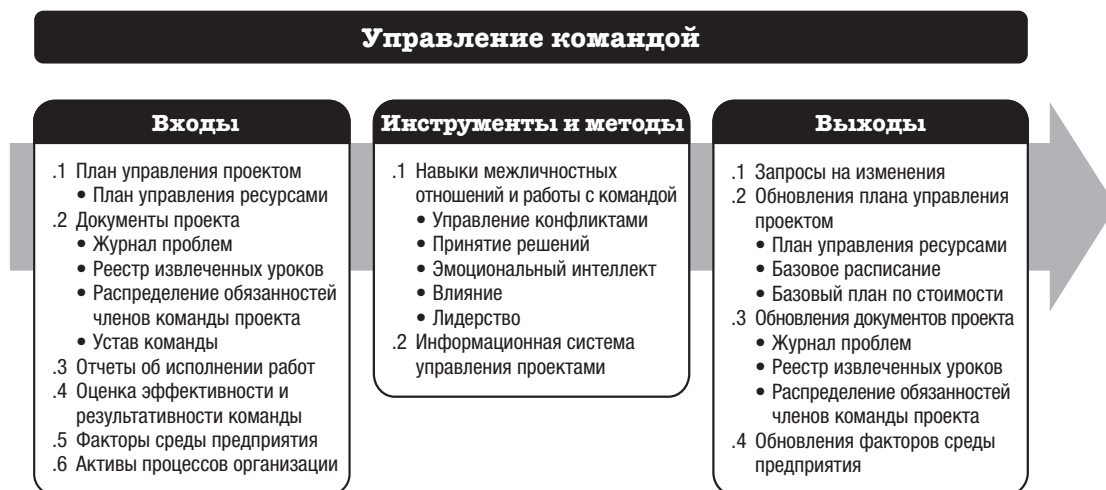 Управление командой
Входы
.1 План управления проектом
• План управления ресурсами
.2 Документы проекта
• Журнал проблем
• Реестр извлеченных уроков
• Распределение обязанностей
членов команды проекта
• Устав команды
.3 Отчеты об исполнении работ
.4 Оценка эффективности и
результативности команды
.5 Факторы среды предприятия
.6 Активы процессов организации
Инструменты и методы
.1 Навыки межличностных
отношений и работы с командой
• Управление конфликтами
• Принятие решений
• Эмоциональный интеллект
• Влияние
• Лидерство
.2 Информационная система
управления проектами
Выходы
.1 Запросы на изменения
.2 Обновления плана управления
проектом
• План управления ресурсами
• Базовое расписание
• Базовый план по стоимости
.3 Обновления документов проекта
• Журнал проблем
• Реестр извлеченных уроков
• Распределение обязанностей
членов команды проекта
.4 Обновления факторов среды
предприятия